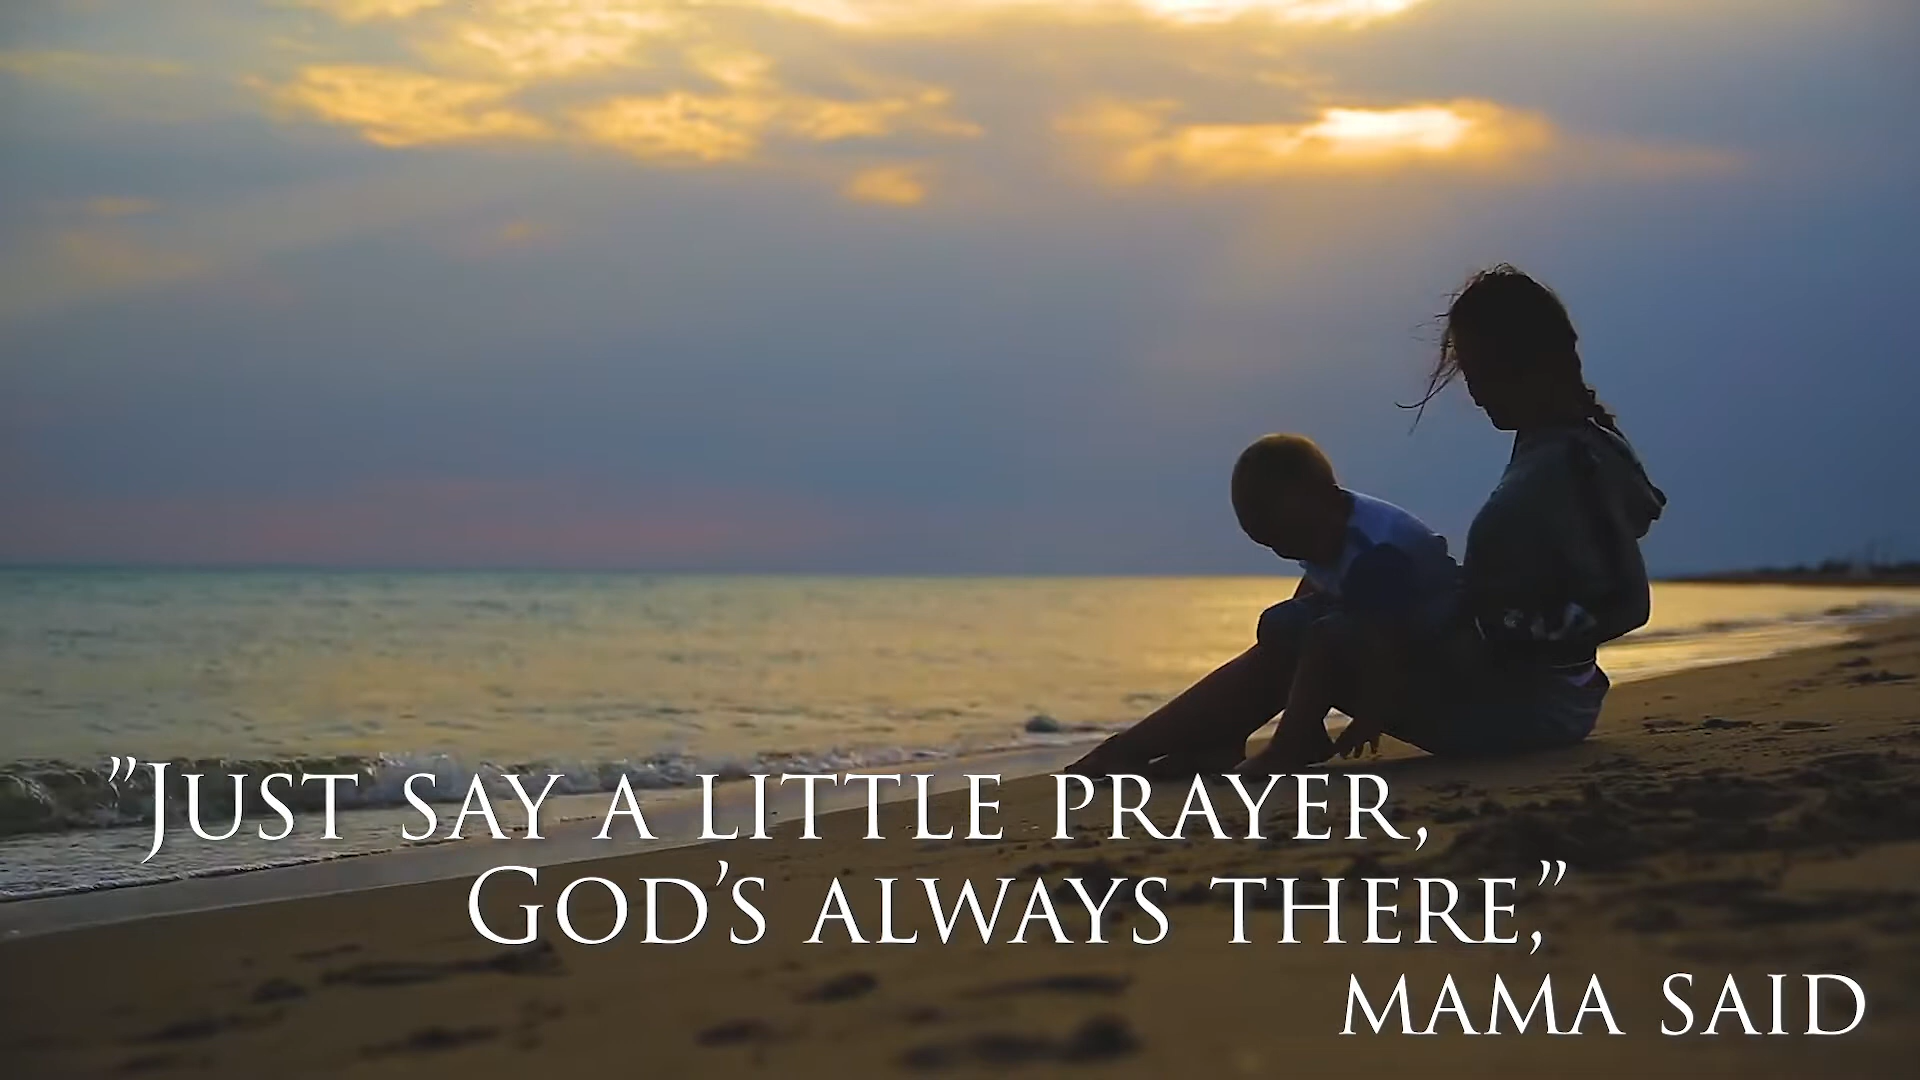 ”Just say a little prayer,
God’s always there,”
mama said